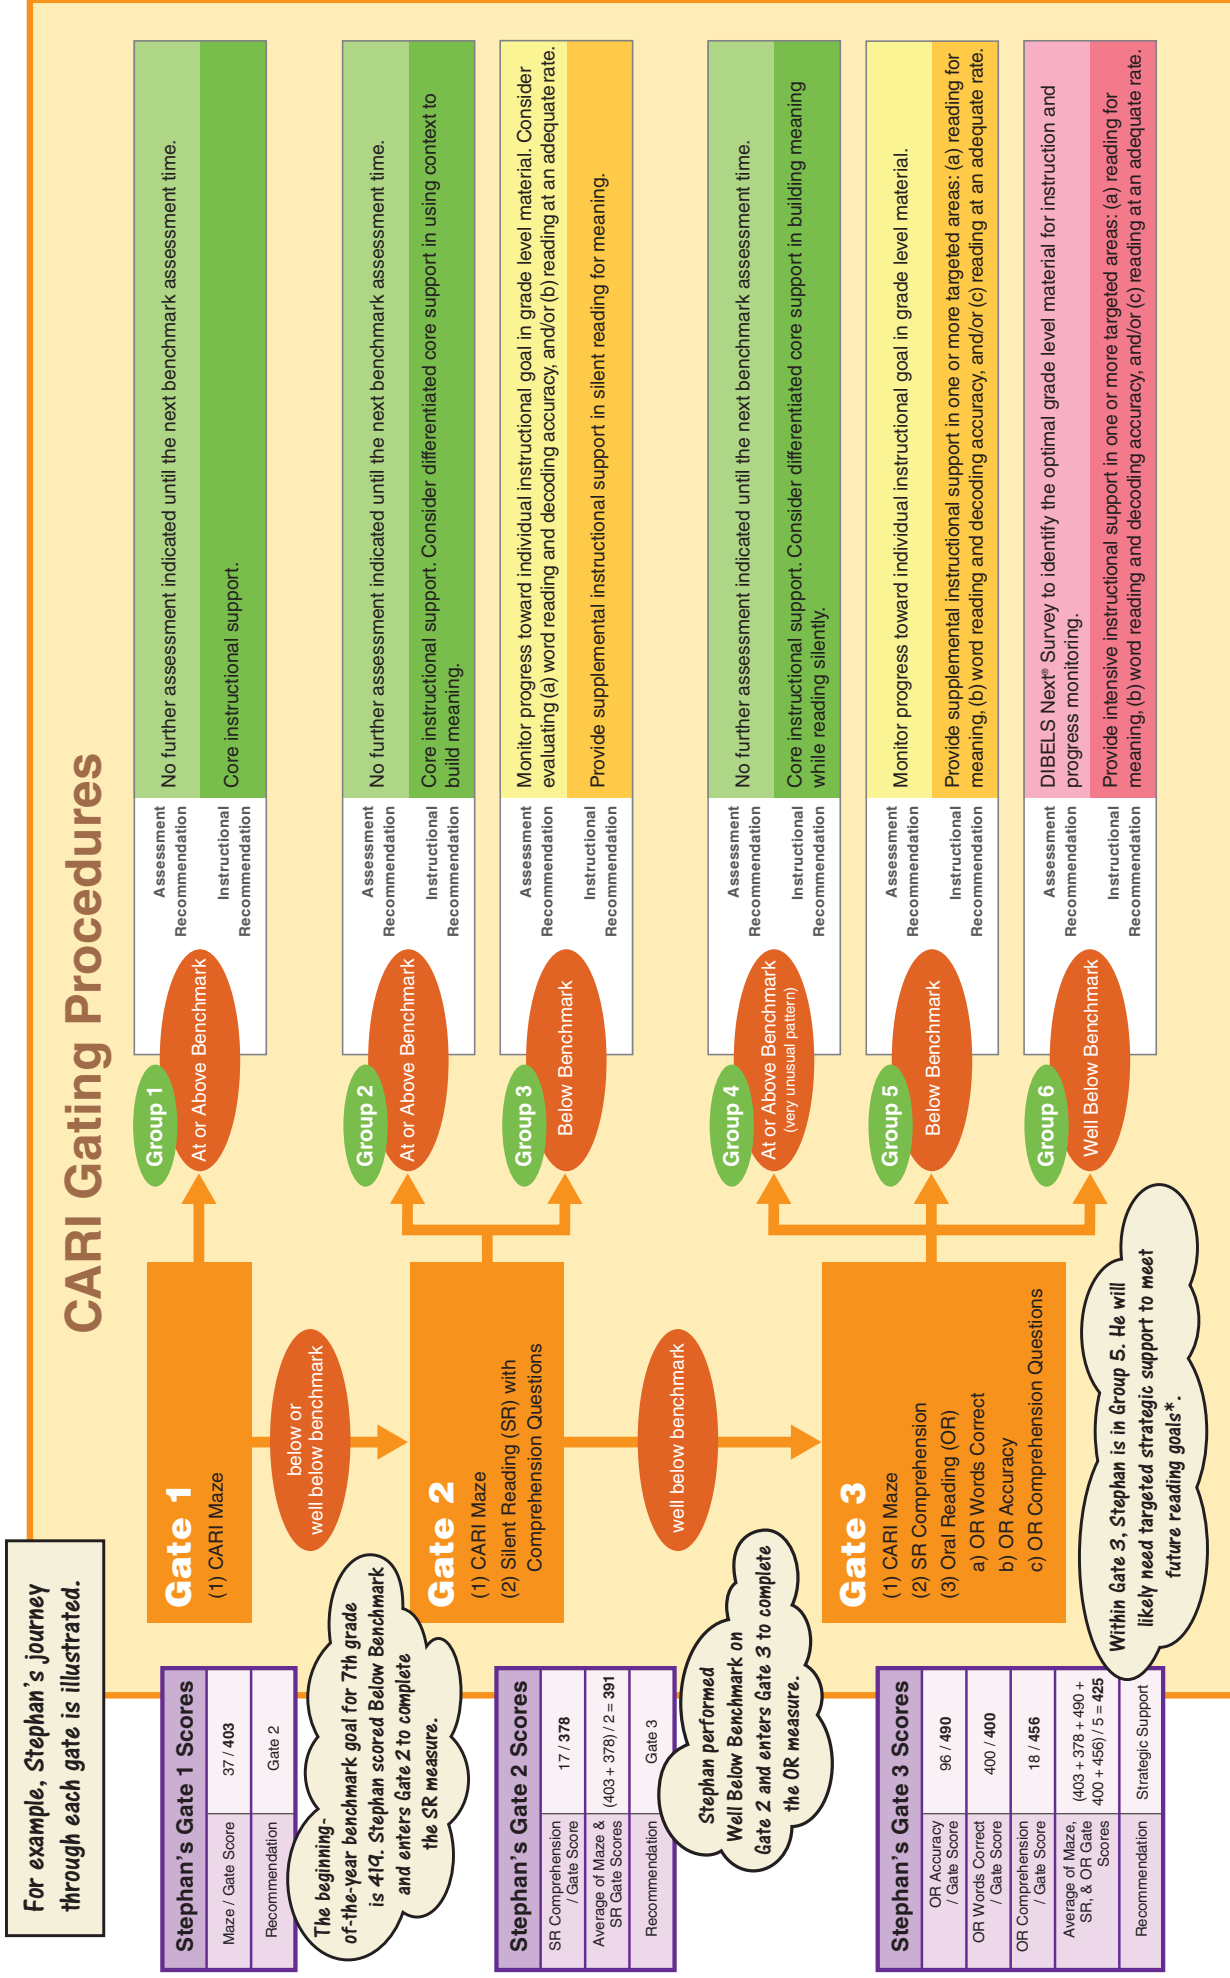 For example, Stephan's journey
through each gate is illustrated.
CARI Gating Procedures
Stephan's Gate 1 Scores
Maze / Gate Score
37 / 403
Recommendation
Gate 2
The beginning-
of-the-year benchmark goal for 7th grade
is 419. Stephan scored Below Benchmark
and enters Gate 2 to complete
the SR measure.
Gate 1
(1) CARI Maze
below or
well below benchmark
Group 1
At or Above Benchmark
Assessment
Recommendation
No further assessment indicated until the next benchmark assessment time.
Instructional
Recommendation
Core instructional support.
Stephan's Gate 2 Scores
SR Comprehension
/ Gate Score
17 / 378
Average of Maze &
SR Gate Scores
(403 + 378) / 2 = 391
Recommendation
Gate 3
Stephan performed
Well Below Benchmark on
Gate 2 and enters Gate 3 to complete
the OR measure.
Gate 2
(1) CARI Maze
(2) Silent Reading (SR) with
Comprehension Questions
well below benchmark
Group 2
At or Above Benchmark
Assessment
Recommendation
No further assessment indicated until the next benchmark assessment time.
Instructional
Recommendation
Core instructional support. Consider differentiated core support in using context to
build meaning.
Group 3
Below Benchmark
Assessment
Recommendation
Monitor progress toward individual instructional goal in grade level material. Consider
evaluating (a) word reading and decoding accuracy, and/or (b) reading at an adequate rate.
Instructional
Recommendation
Provide supplemental instructional support in silent reading for meaning.
Stephan's Gate 3 Scores
OR Accuracy
/ Gate Score
96 / 490
OR Words Correct
/ Gate Score
400 / 400
OR Comprehension
/ Gate Score
18 / 456
Average of Maze,
SR, & OR Gate
Scores
(403 + 378 + 490 +
400 + 456) / 5 = 425
Recommendation
Strategic Support
Within Gate 3, Stephan is in Group 5. He will
likely need targeted strategic support to meet
future reading goals*.
Gate 3
(1) CARI Maze
(2) SR Comprehension
(3) Oral Reading (OR)
a) OR Words Correct
b) OR Accuracy
c) OR Comprehension Questions
Group 4
At or Above Benchmark
(very unusual pattern)
Assessment
Recommendation
No further assessment indicated until the next benchmark assessment time.
Instructional
Recommendation
Core instructional support. Consider differentiated core support in building meaning
while reading silently.
Group 5
Below Benchmark
Assessment
Recommendation
Monitor progress toward individual instructional goal in grade level material.
Instructional
Recommendation
Provide supplemental instructional support in one or more targeted areas: (a) reading for
meaning, (b) word reading and decoding accuracy, and/or (c) reading at an adequate rate.
Group 6
Well Below Benchmark
Assessment
Recommendation
DIBELS Next® Survey to identify the optimal grade level material for instruction and
progress monitoring.
Instructional
Recommendation
Provide intensive instructional support in one or more targeted areas: (a) reading for
meaning, (b) word reading and decoding accuracy, and/or (c) reading at an adequate rate.